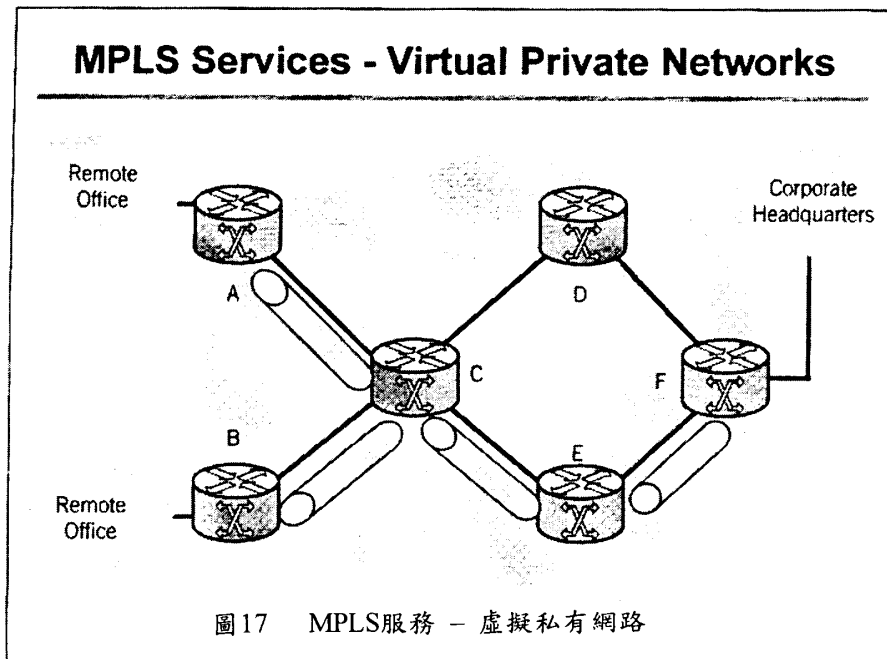 MPLS Services - Virtual Private Networks
Remote
Office
Corporate
Headquarters
A
D
C
F
B
E
Remote
Office
圖17 MPLS服務 – 虛擬私有網路